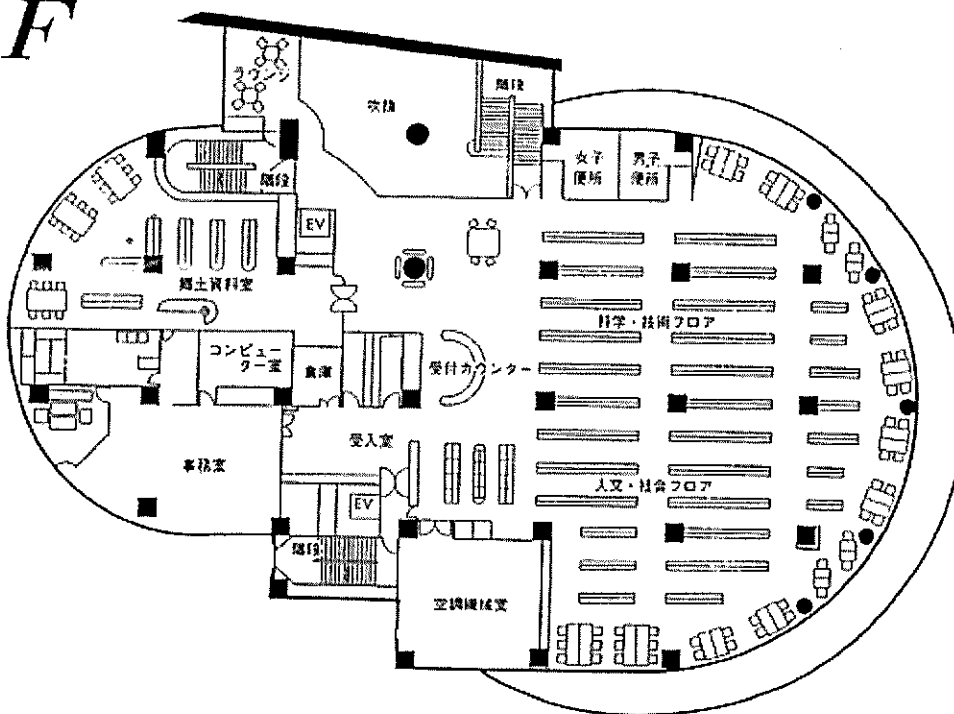 F
ラウンジ
吹抜
階段
女子
便所
男子
便所
階段
EV
郷土資料室
科学・技術フロア
コンピュー
ター室
倉庫
受付カウンター
受入室
事務室
人文・社会フロア
EV
階段
空調機械室